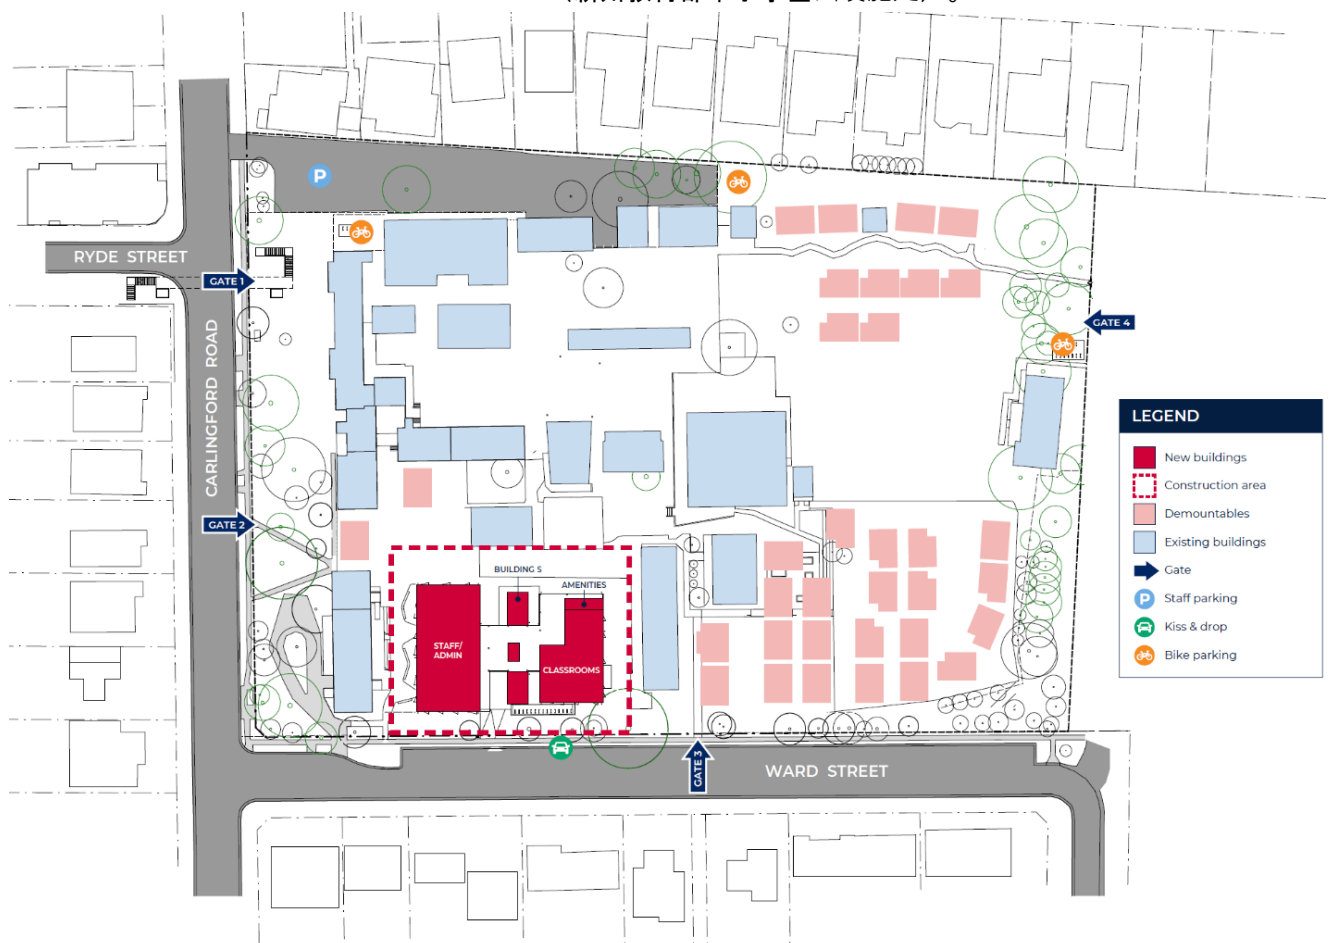 P
RYDE STREET
GATE 1
GATE 4
CARLINGFORD ROAD
GATE 2
BUILDING S
AMENITIES
STAFF/
ADMIN
CLASSROOMS
GATE 3
WARD STREET
LEGEND
New buildings
Construction area
Demountables
Existing buildings
Gate
P Staff parking
Kiss & drop
Bike parking